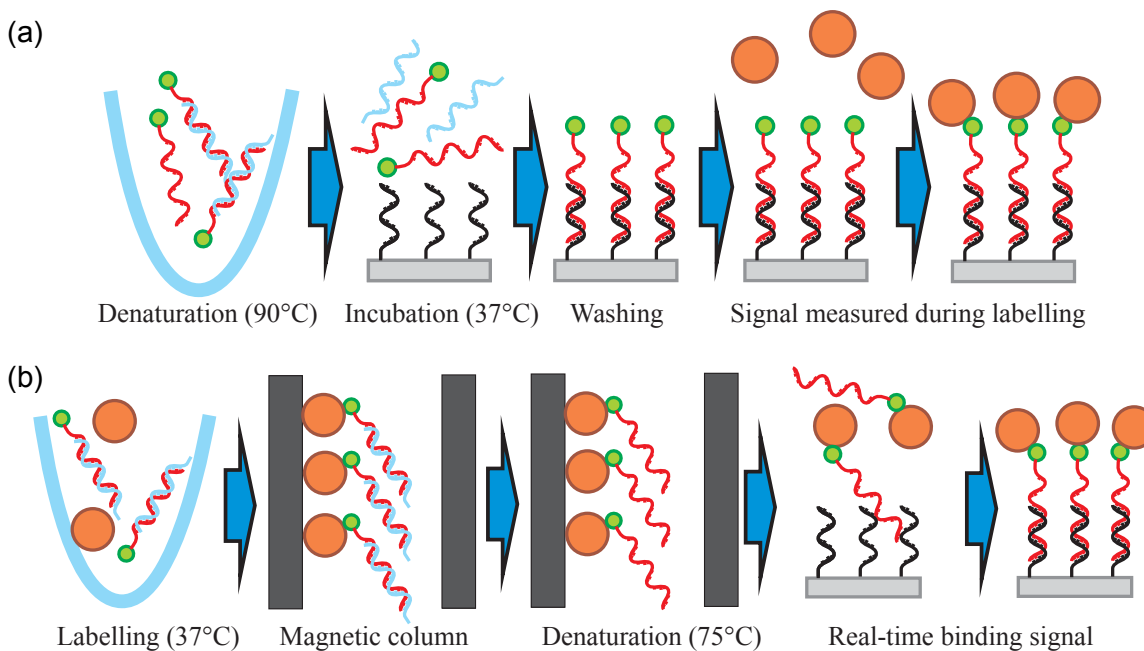 (a)
Denaturation (90°C)
Incubation (37°C)
Washing
Signal measured during labelling
(b)
Labelling (37°C)
Magnetic column
Denaturation (75°C)
Real-time binding signal